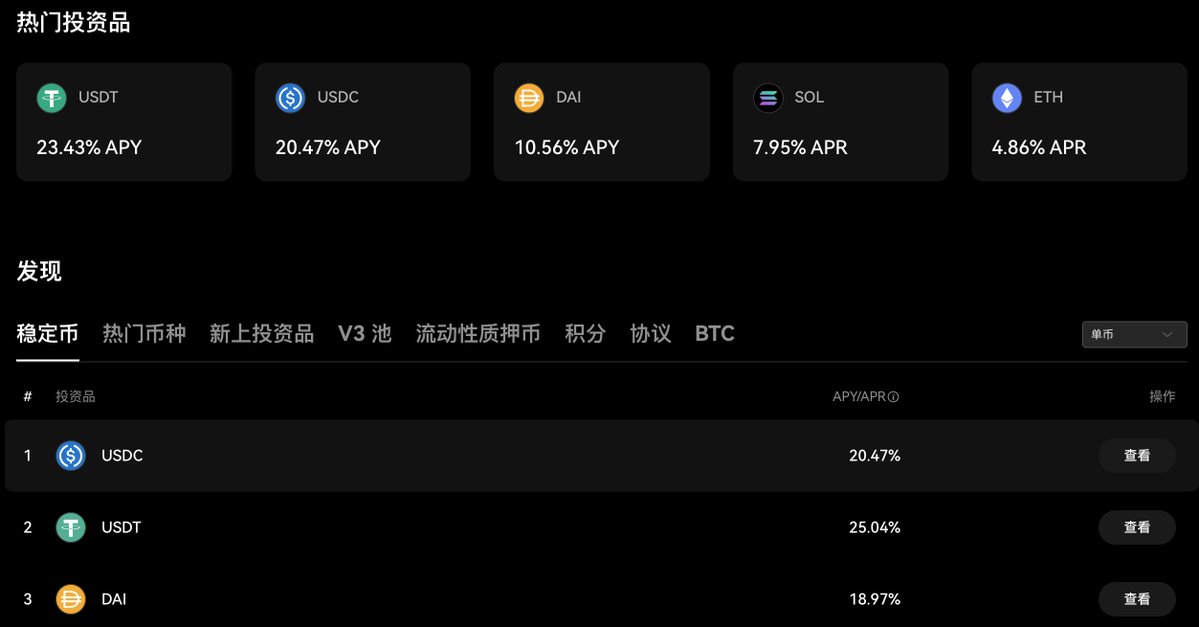 热门投资品
USDT
23.43% APY
USDC
20.47% APY
DAI
10.56% APY
SOL
7.95% APR
ETH
4.86% APR
发现
稳定币 热门币种 新上投资品 V3 池 流动性质押币 积分 协议 BTC
单币
# 投资品 APY/APR 操作
1 USDC 20.47% 查看
2 USDT 25.04% 查看
3 DAI 18.97% 查看